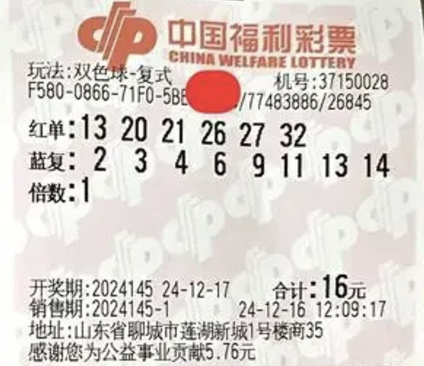 中国福利彩票
CHINA WELFARE LOTTERY
玩法:双色球-复式 机号:37150028
F580-0866-71F0-5BE /77483886/26845
红单:13 20 21 26 27 32
蓝复: 2 3 4 6 9 11 13 14
倍数:1
开奖期:2024145 24-12-17 合计:16元
销售期:2024145-1 24-12-16 12:09:17
地址:山东省聊城市莲湖新城1号楼商35
感谢您为公益事业贡献5.76元